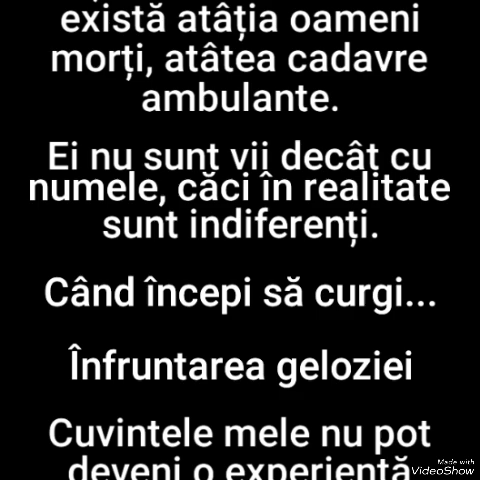 există atâția oameni
morți, atâtea cadavre
ambulante.
Ei nu sunt vii decât cu
numele, căci în realitate
sunt indiferenți.
Când începi să curgi...
Înfruntarea geloziei
Cuvintele mele nu pot
deveni o experiență
Made with
VideoShow